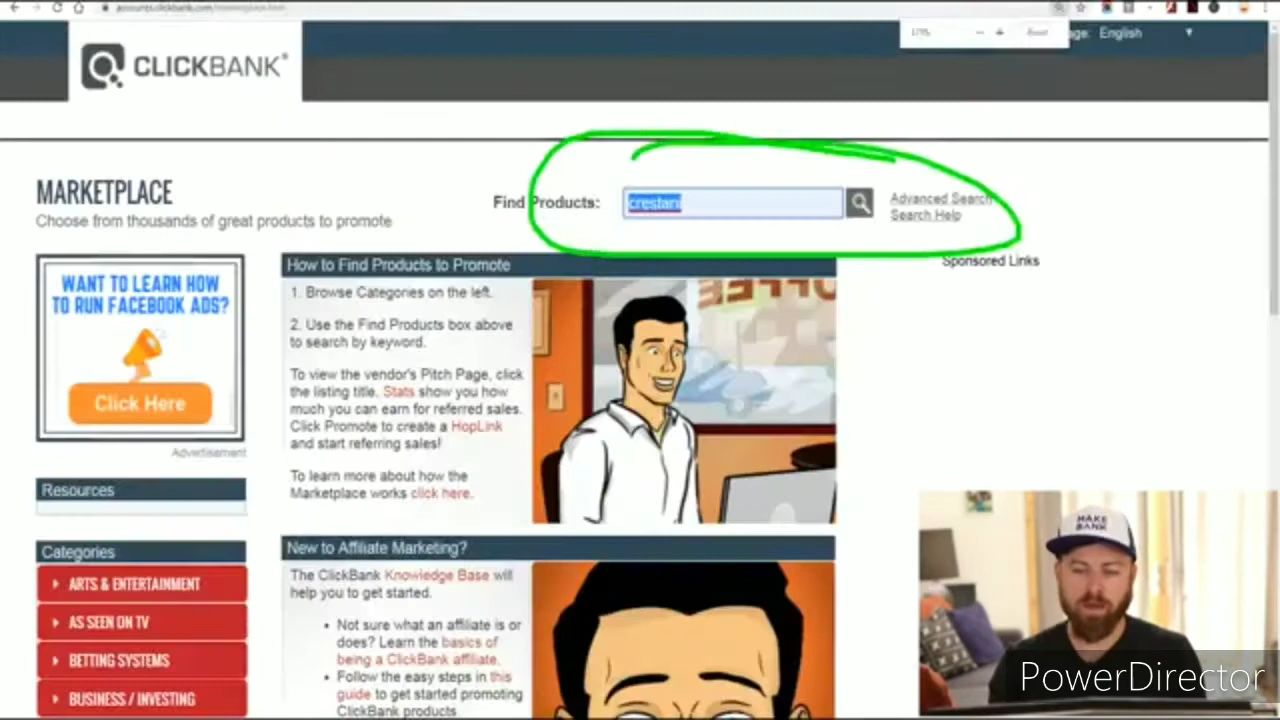 accounts.clickbank.com/marketplace.htm
English
CLICKBANK®
MARKETPLACE
Choose from thousands of great products to promote
Find Products:
crestani
Advanced Search
Search Help
Sponsored Links
WANT TO LEARN HOW
TO RUN FACEBOOK ADS?
Click Here
Advertisement
Resources
Categories
ARTS & ENTERTAINMENT
AS SEEN ON TV
BETTING SYSTEMS
BUSINESS / INVESTING
How to Find Products to Promote
1. Browse Categories on the left.
2. Use the Find Products box above
to search by keyword.
To view the vendor's Pitch Page, click
the listing title. Stats show you how
much you can earn for referred sales.
Click Promote to create a HopLink
and start referring sales!
To learn more about how the
Marketplace works click here.
COFFEE
New to Affiliate Marketing?
The ClickBank Knowledge Base will
help you to get started.
• Not sure what an affiliate is or
does? Learn the basics of
being a ClickBank affiliate.
• Follow the easy steps in this
guide to get started promoting
ClickBank products
MAKE
BANK
PowerDirector